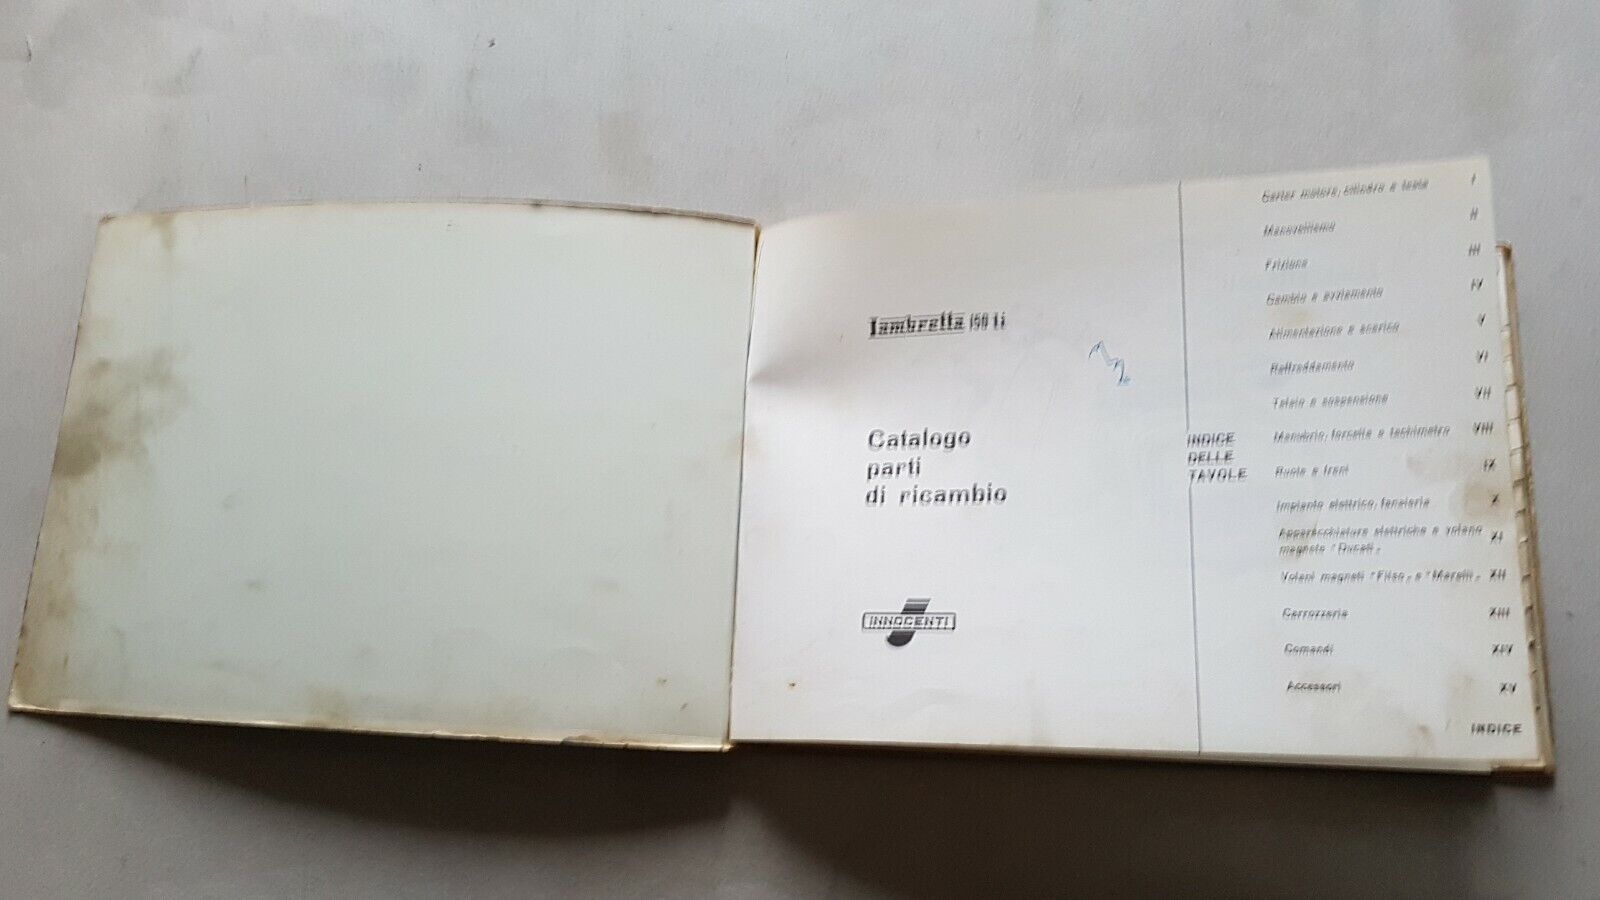 lambretta 150 li
Catalogo
parti
di ricambio
INNOCENTI
INDICE
DELLE
TAVOLE
Carter motore, cilindro e testa I
Manovellismo II
Frizione III
Cambio e avviamento IV
Alimentazione e scarico V
Raffreddamento VI
Telaio e sospensione VII
Manubrio, forcella e tachimetro VIII
Ruote e freni IX
Impianto elettrico, fanaleria X
Apparecchiature elettriche e volano
magnete "Ducati„ XI
Volani magneti "Filso„ e "Marelli„ XII
Carrozzeria XIII
Comandi XIV
Accessori XV
INDICE